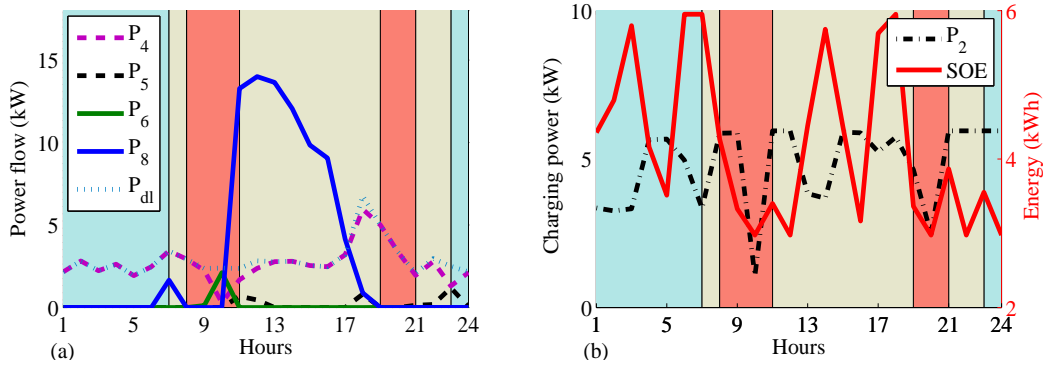 15
10
5
0
Power flow (kW)
P4
P5
P6
P8
Pdl
1 5 9 13 17 21 24
Hours
(a)
10
5
0
Charging power (kW)
P2
SOE
6
4
2
Energy (kWh)
1 5 9 13 17 21 24
Hours
(b)